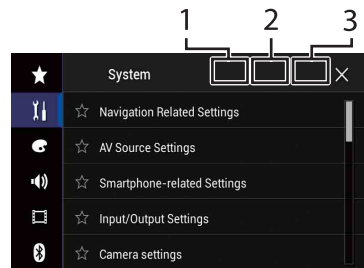 1 2 3
System
Navigation Related Settings
AV Source Settings
Smartphone-related Settings
Input/Output Settings
Camera settings